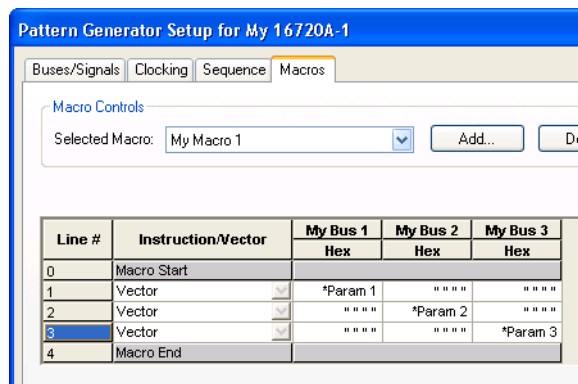 Pattern Generator Setup for My 16720A-1
Buses/Signals Clocking Sequence Macros
Macro Controls
Selected Macro: My Macro 1 Add...
Line # Instruction/Vector My Bus 1 My Bus 2 My Bus 3
Hex Hex Hex
0 Macro Start
1 Vector *Param 1 " " " " " " " "
2 Vector " " " " *Param 2 " " " "
3 Vector " " " " " " " " *Param 3
4 Macro End